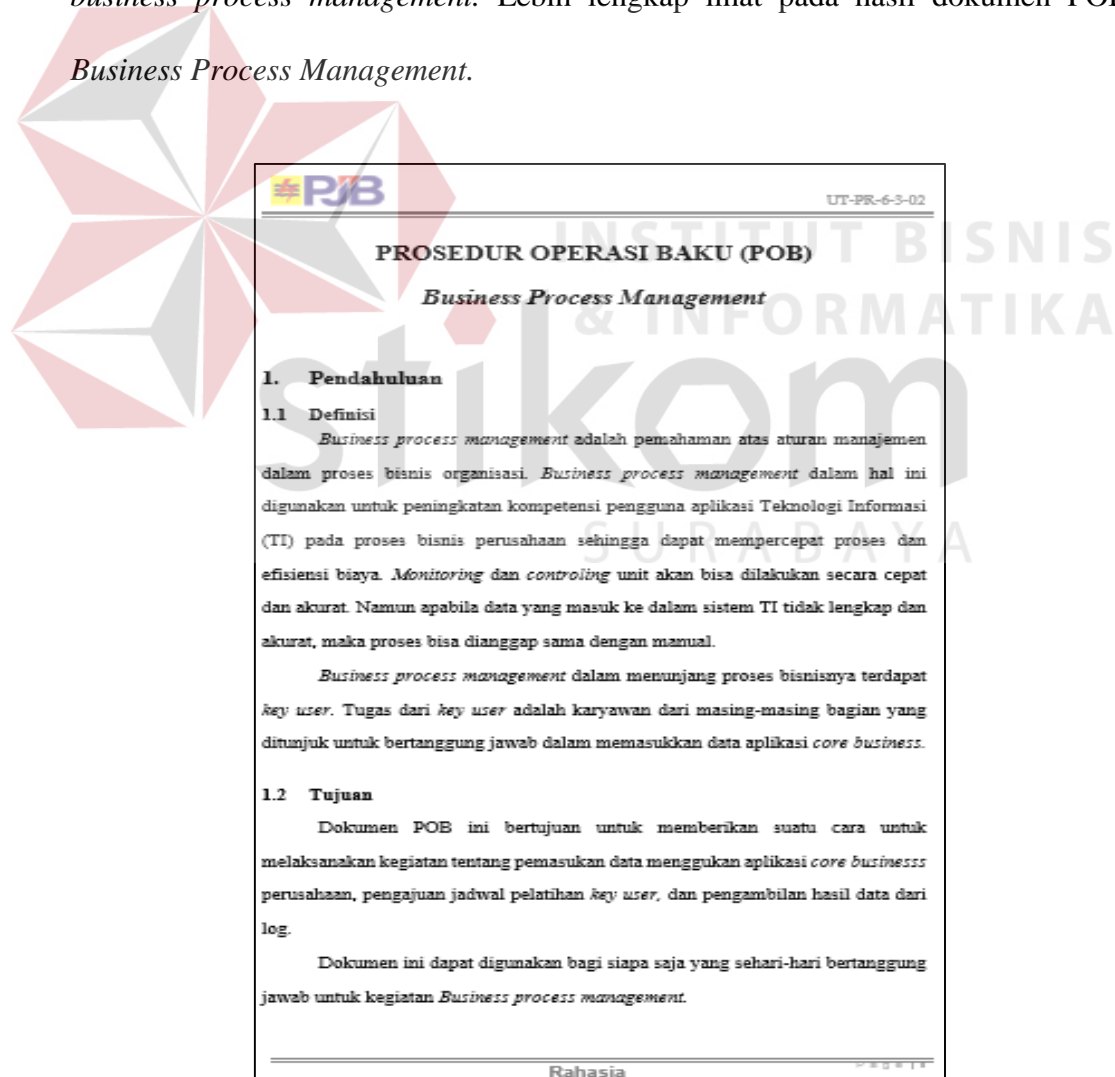 business process management. Lebih lengkap lihat pada hasil dokumen POB
Business Process Management.
PJB
UT-PR-6-3-02
INSTITUT BISNIS
PROSEDUR OPERASI BAKU (POB)
Business Process Management
& INFORMATIKA
stikom
1. Pendahuluan
1.1 Definisi
Business process management adalah pemahaman atas aturan manajemen
dalam proses bisnis organisasi. Business process management dalam hal ini
digunakan untuk peningkatan kompetensi pengguna aplikasi Teknologi Informasi
(TI) pada proses bisnis perusahaan sehingga dapat mempercepat proses dan
SURABAYA
efisiensi biaya. Monitoring dan controling unit akan bisa dilakukan secara cepat
dan akurat. Namun apabila data yang masuk ke dalam sistem TI tidak lengkap dan
akurat, maka proses bisa dianggap sama dengan manual.
Business process management dalam menunjang proses bisnisnya terdapat
key user. Tugas dari key user adalah karyawan dari masing-masing bagian yang
ditunjuk untuk bertanggung jawab dalam memasukkan data aplikasi core business.
1.2 Tujuan
Dokumen POB ini bertujuan untuk memberikan suatu cara untuk
melaksanakan kegiatan tentang pemasukan data menggukan aplikasi core businesss
perusahaan, pengajuan jadwal pelatihan key user, dan pengambilan hasil data dari
log.
Dokumen ini dapat digunakan bagi siapa saja yang sehari-hari bertanggung
jawab untuk kegiatan Business process management.
Rahasia